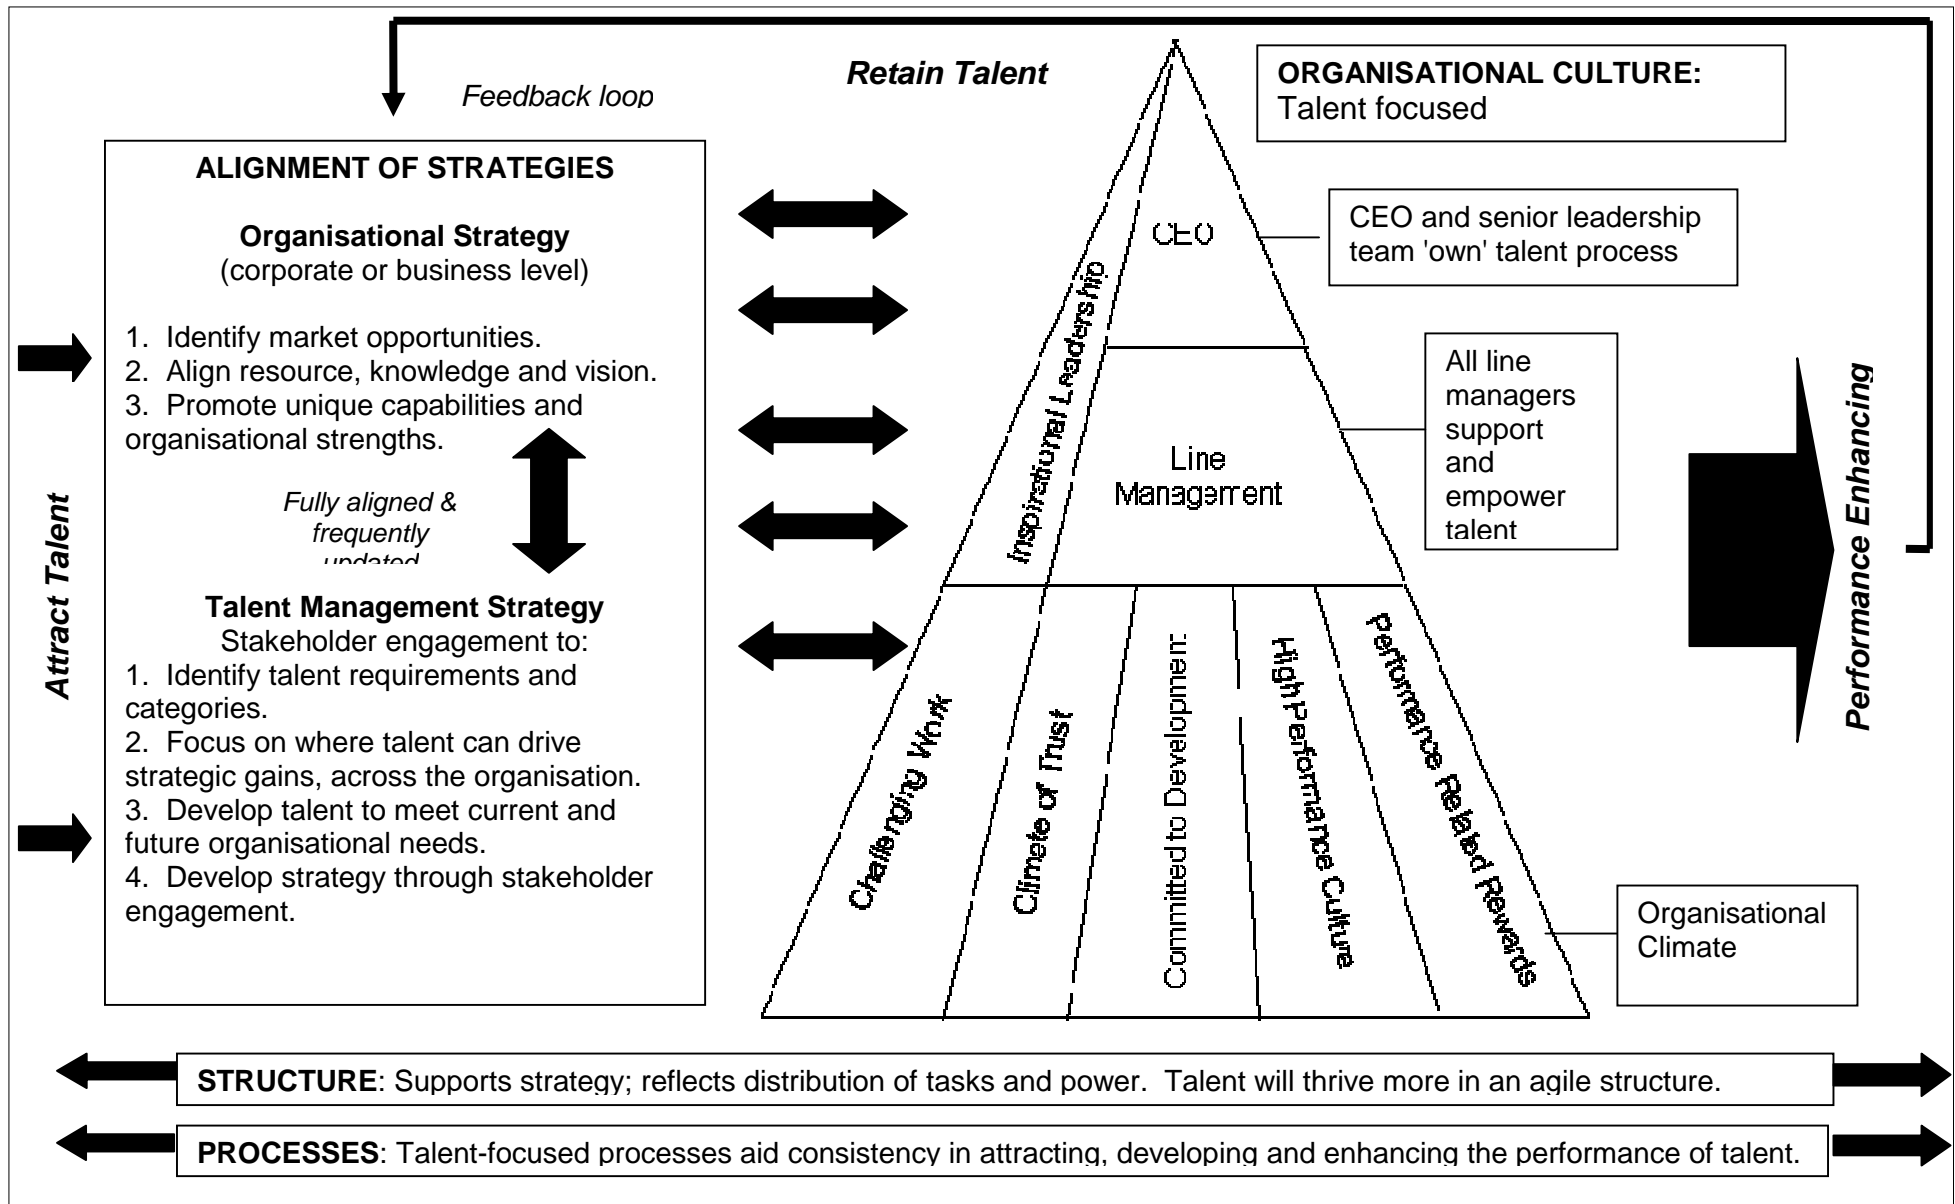 Retain Talent
Feedback loop
ORGANISATIONAL CULTURE:
Talent focused
ALIGNMENT OF STRATEGIES
Organisational Strategy
(corporate or business level)
1. Identify market opportunities.
2. Align resource, knowledge and vision.
3. Promote unique capabilities and
organisational strengths.
Fully aligned &
frequently
updated
Talent Management Strategy
Stakeholder engagement to:
1. Identify talent requirements and
categories.
2. Focus on where talent can drive
strategic gains, across the organisation.
3. Develop talent to meet current and
future organisational needs.
4. Develop strategy through stakeholder
engagement.
Attract Talent
CEO
Inspirational Leadership
Line
Management
Challenging Work
Climate of Trust
Committed to Development
High Performance Culture
Performance Related Rewards
CEO and senior leadership
team 'own' talent process
All line
managers
support
and
empower
talent
Organisational
Climate
Performance Enhancing
STRUCTURE: Supports strategy; reflects distribution of tasks and power. Talent will thrive more in an agile structure.
PROCESSES: Talent-focused processes aid consistency in attracting, developing and enhancing the performance of talent.